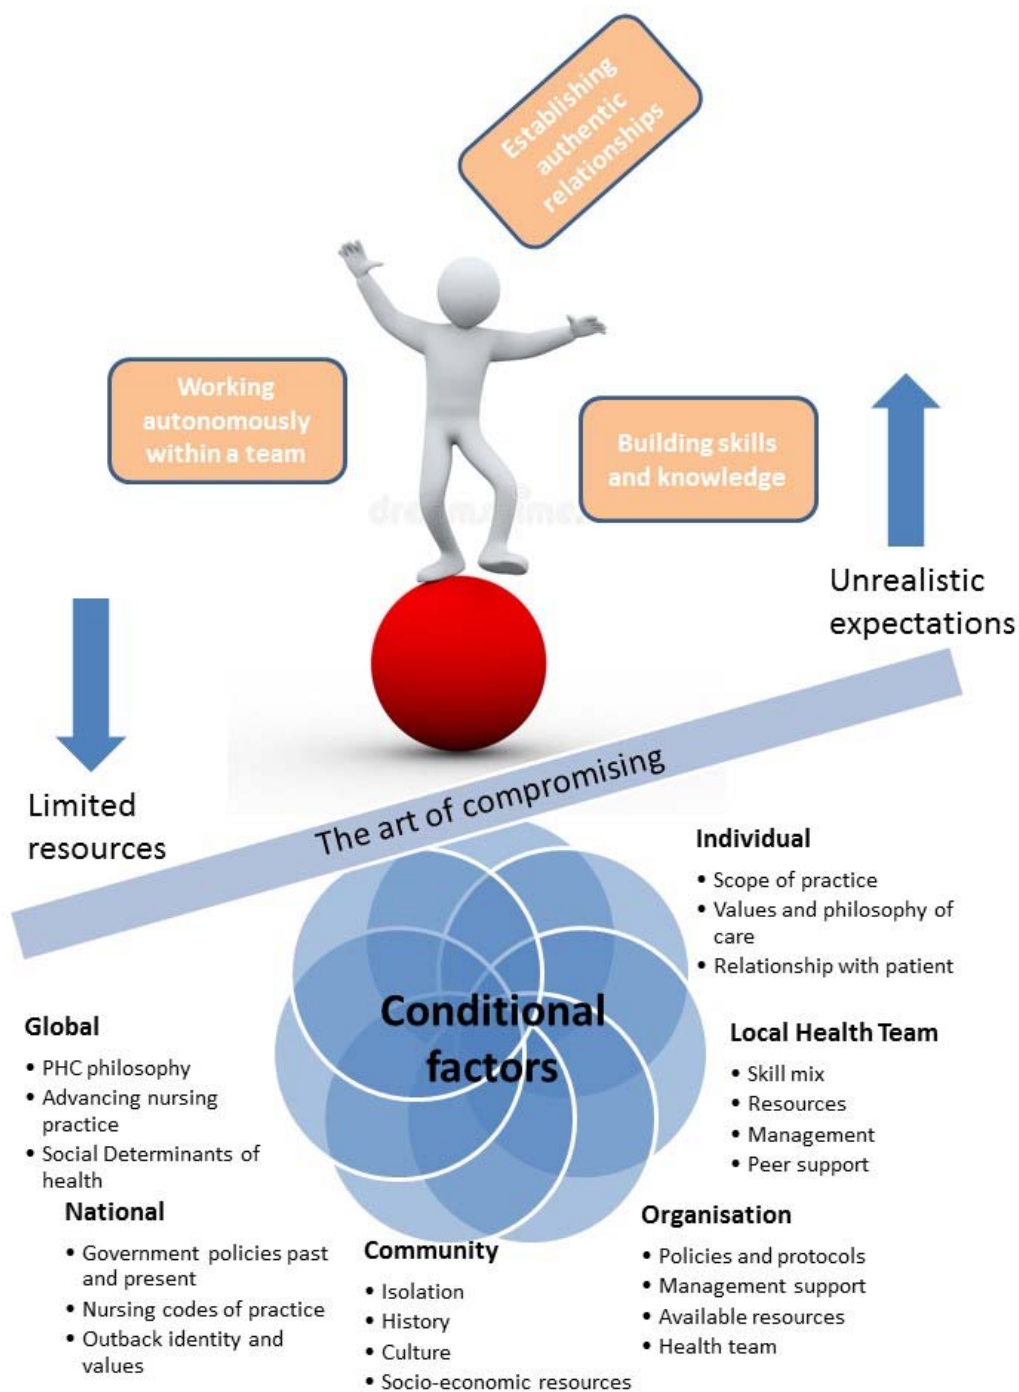 Establishing
authentic
relationships
Working
autonomously
within a team
Building skills
and knowledge
Unrealistic
expectations
Limited
resources
The art of compromising
Conditional
factors
Individual
• Scope of practice
• Values and philosophy of
care
• Relationship with patient
Local Health Team
• Skill mix
• Resources
• Management
• Peer support
Organisation
• Policies and protocols
• Management support
• Available resources
• Health team
Community
• Isolation
• History
• Culture
• Socio-economic resources
National
• Government policies past
and present
• Nursing codes of practice
• Outback identity and
values
Global
• PHC philosophy
• Advancing nursing
practice
• Social Determinants of
health